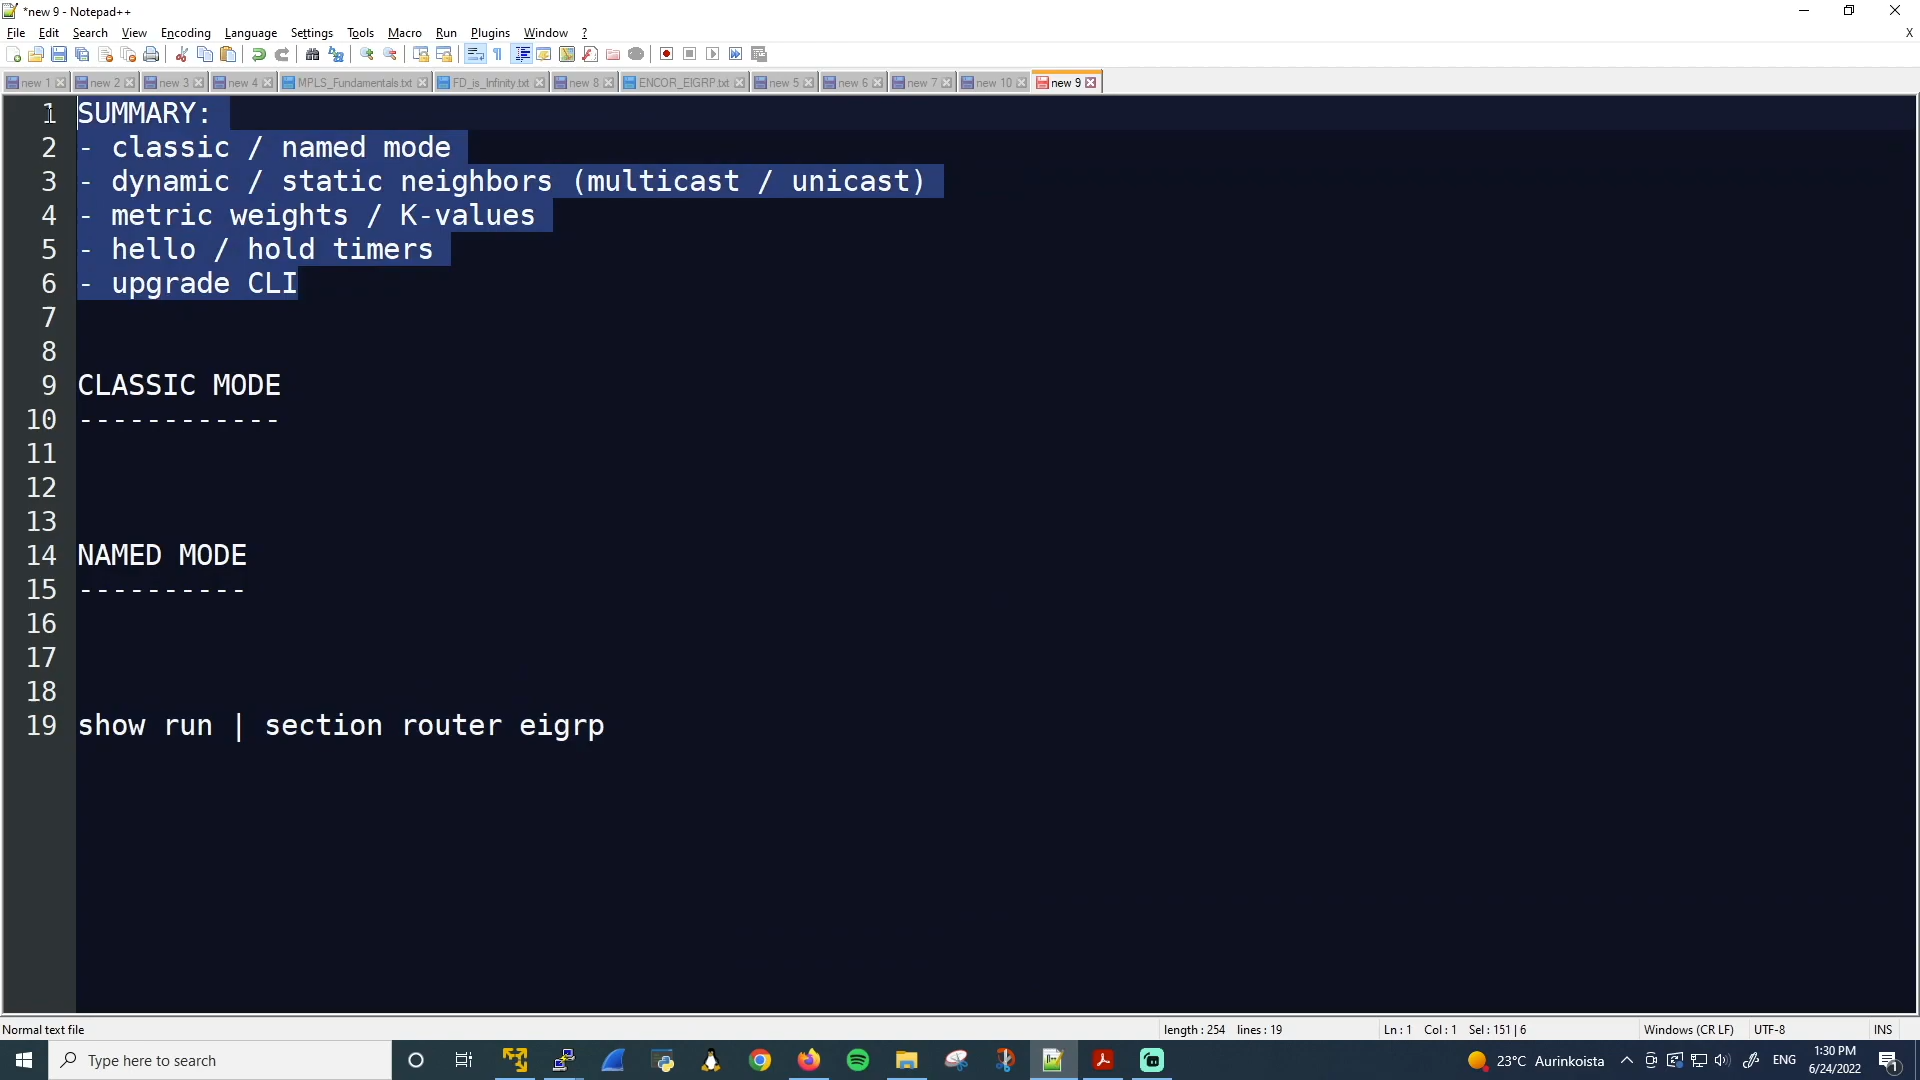 *new 9 - Notepad++
File Edit Search View Encoding Language Settings Tools Macro Run Plugins Window ? X
new 1 new 2 new 3 new 4 MPLS_Fundamentals.txt FD_is_Infinity.txt new 8 ENCOR_EIGRP.txt new 5 new 6 new 7 new 10 new 9
1 SUMMARY:
2 - classic / named mode
3 - dynamic / static neighbors (multicast / unicast)
4 - metric weights / K-values
5 - hello / hold timers
6 - upgrade CLI
7
8
9 CLASSIC MODE
10 ------------
11
12
13
14 NAMED MODE
15 ----------
16
17
18
19 show run | section router eigrp
Normal text file length : 254 lines : 19 Ln : 1 Col : 1 Sel : 151 | 6 Windows (CR LF) UTF-8 INS
Type here to search 23°C Aurinkoista ENG 1:30 PM
6/24/2022 1